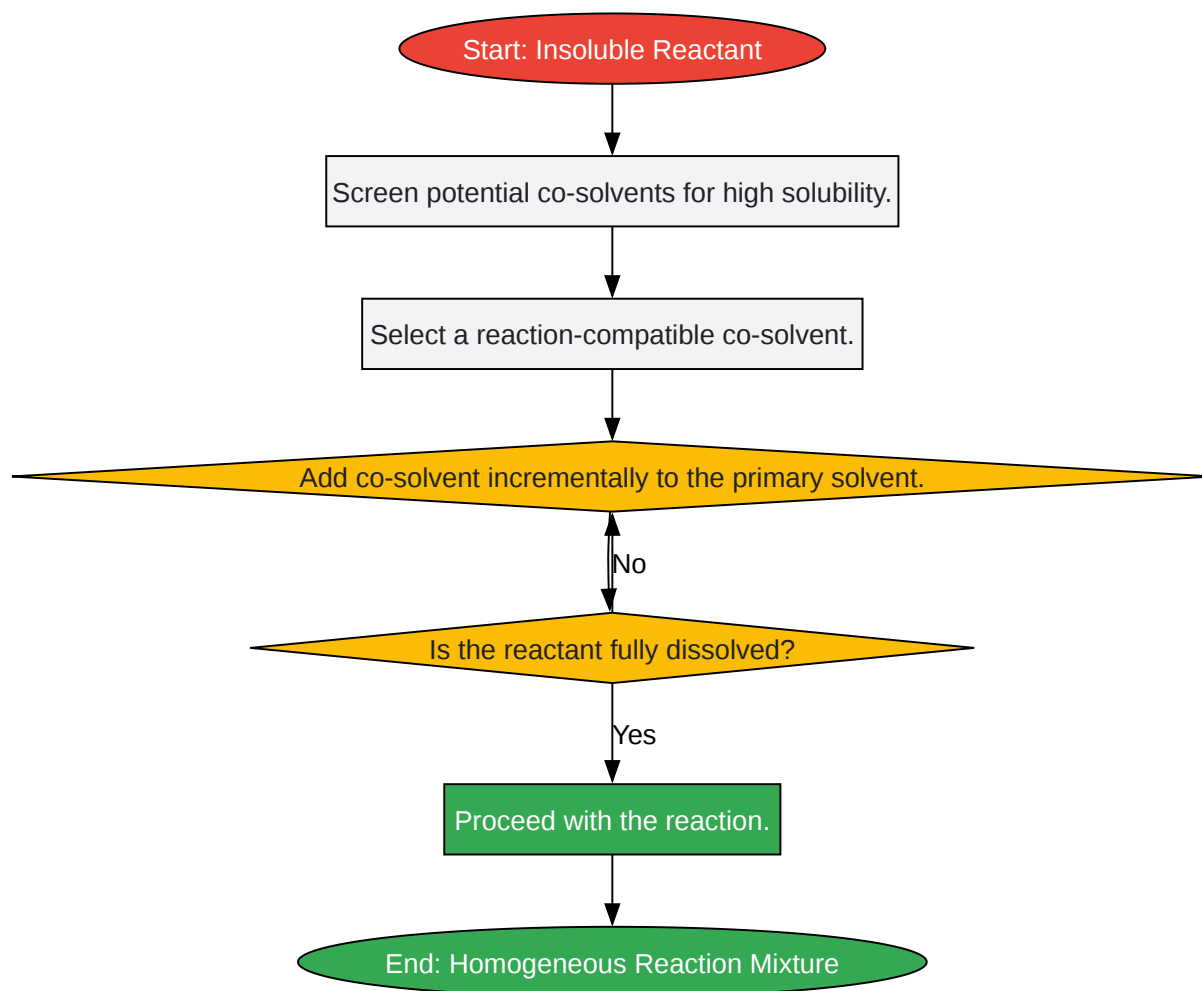 Start: Insoluble Reactant
Screen potential co-solvents for high solubility.
Select a reaction-compatible co-solvent.
Add co-solvent incrementally to the primary solvent.
No
Is the reactant fully dissolved?
Yes
Proceed with the reaction.
End: Homogeneous Reaction Mixture